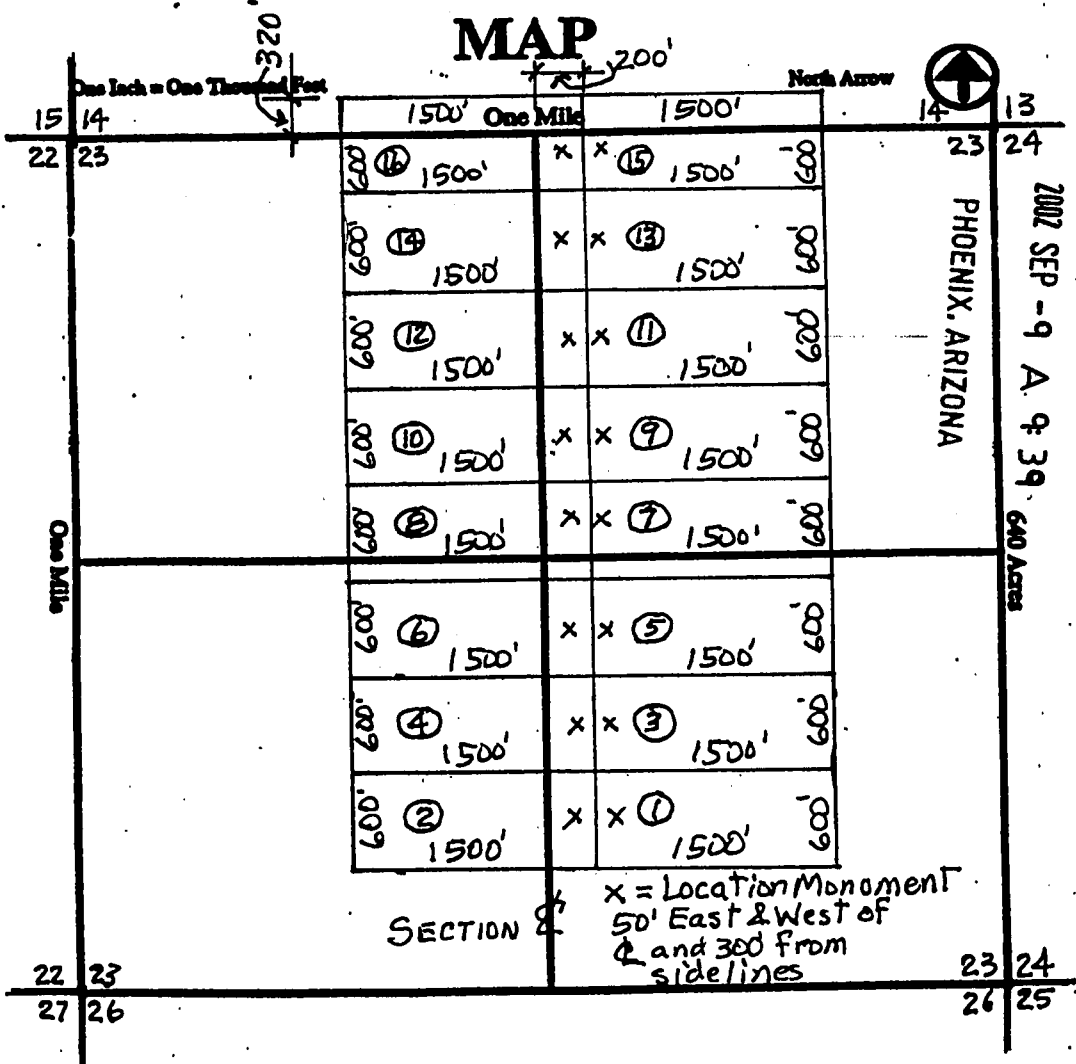 MAP
320
200'
One Inch = One Thousand Feet
North Arrow
1500' One Mile 1500'
15 14
14 13
22 23
23 24
600' 16 1500' x x 15 1500' 600'
600' 14 1500' x x 13 1500' 600'
600' 12 1500' x x 11 1500' 600'
600' 10 1500' x x 9 1500' 600'
600' 8 1500' x x 7 1500' 600'
600' 6 1500' x x 5 1500' 600'
600' 4 1500' x x 3 1500' 600'
600' 2 1500' x x 1 1500' 600'
One Mile
640 Acres
2002 SEP -9 A 9:39
PHOENIX, ARIZONA
SECTION ℄
x = Location Monument
50' East & West of
℄ and 300' from
sidelines
22 23
23 24
27 26
26 25